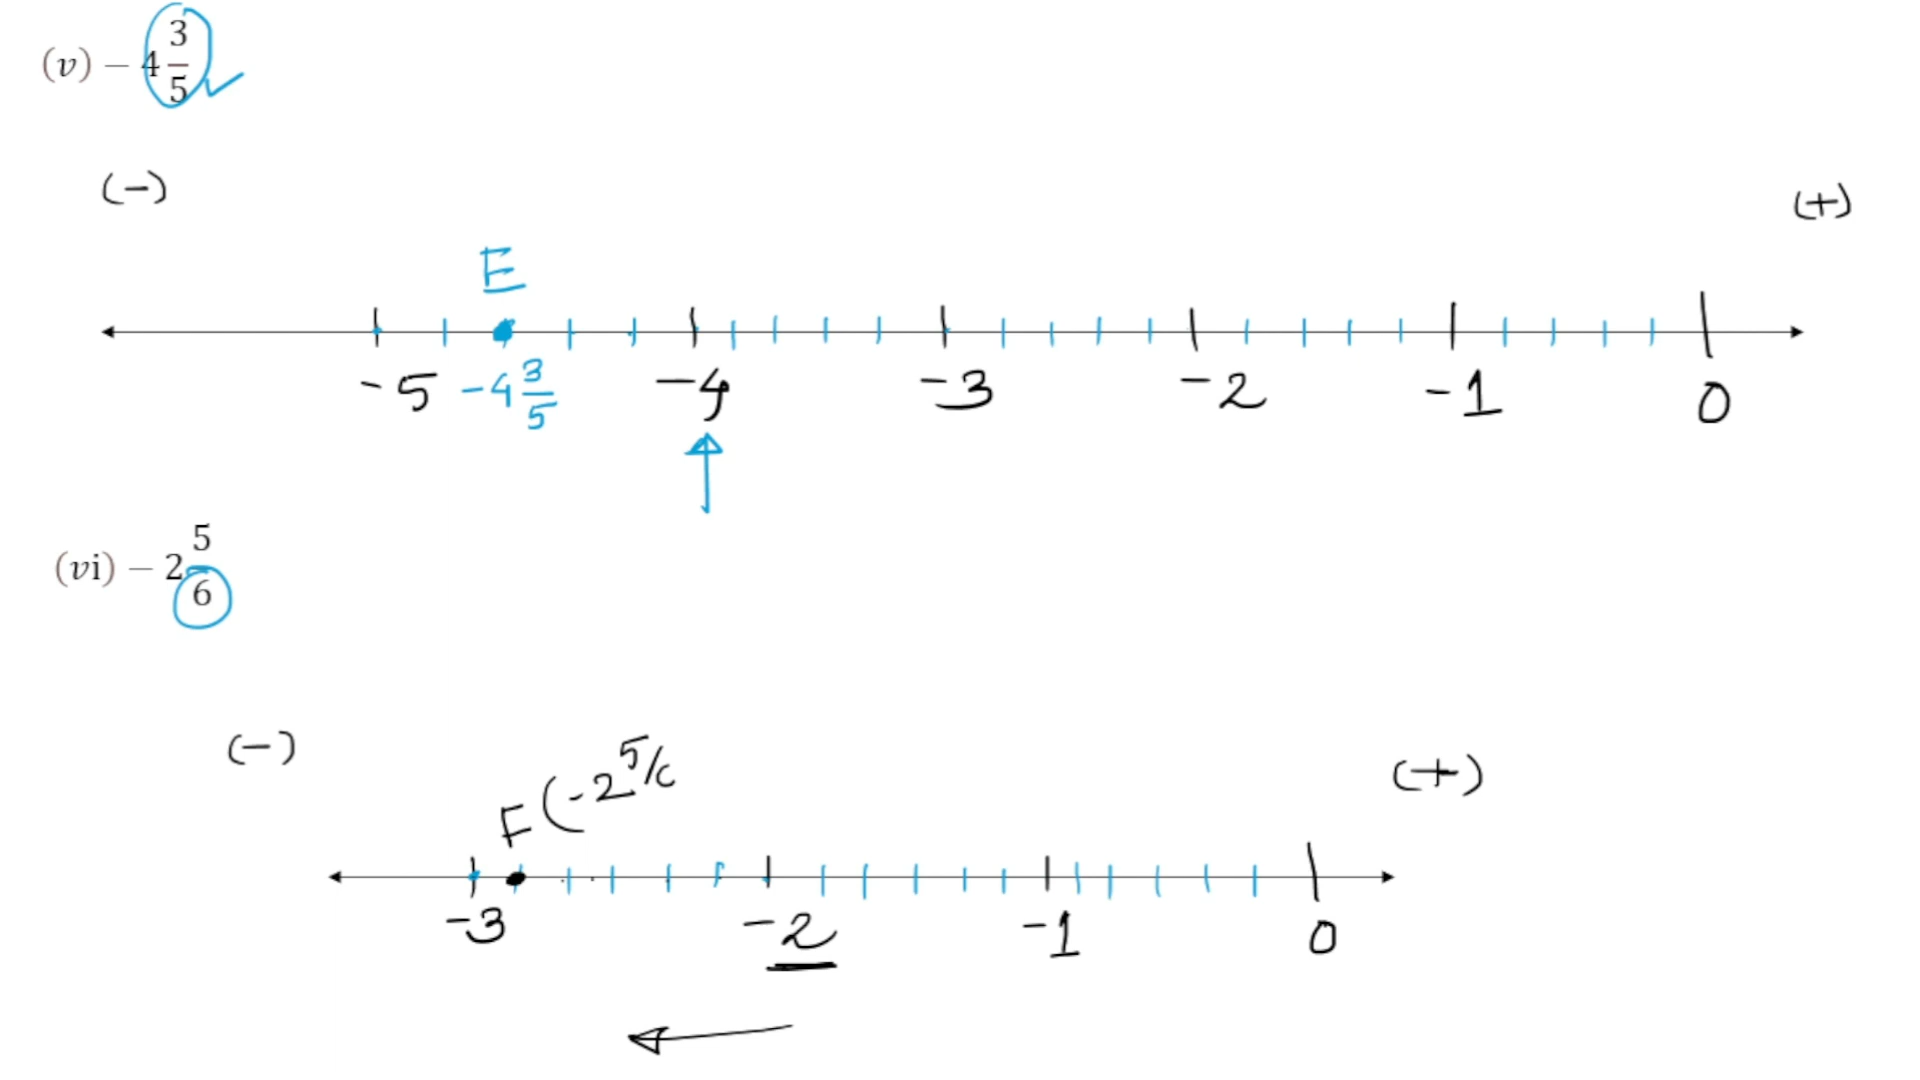 (v) − 4 3/5
(−) (+)
E
-5 -4 3/5 -4 -3 -2 -1 0
(vi) − 2 5/6
(-) F (-2 5/ (+)
-3 -2 -1 0